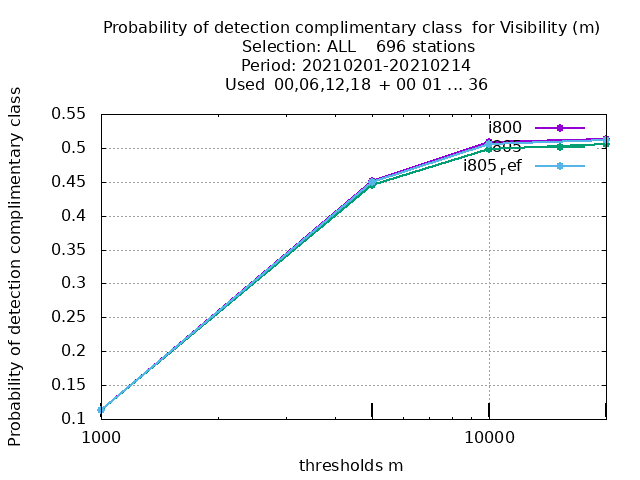 Probability of detection complimentary class for Visibility (m)
Selection: ALL 696 stations
Period: 20210201-20210214
Used 00,06,12,18 + 00 01 ... 36
Probability of detection complimentary class
0.55
0.5
0.45
0.4
0.35
0.3
0.25
0.2
0.15
0.1
i800
i805
i805ref
1000
10000
thresholds m